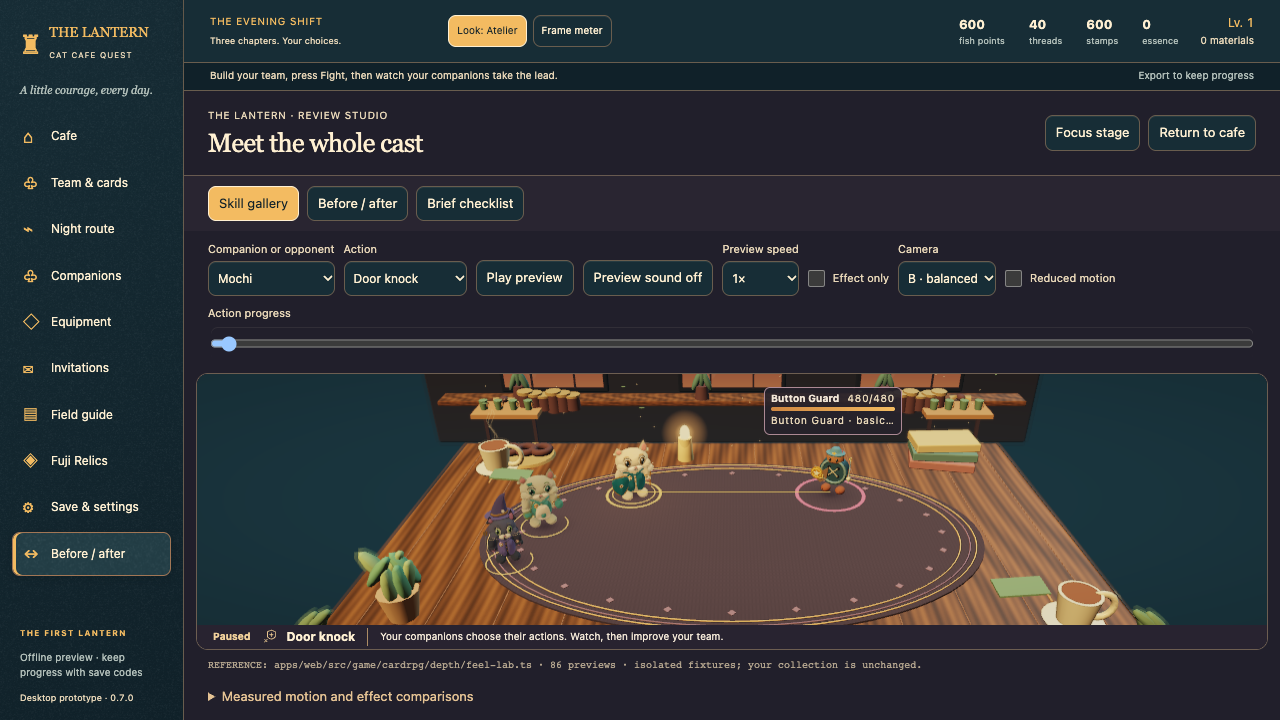 THE LANTERN
CAT CAFE QUEST
A little courage, every day.
Cafe
Team & cards
Night route
Companions
Equipment
Invitations
Field guide
Fuji Relics
Save & settings
Before / after
THE FIRST LANTERN
Offline preview · keep
progress with save codes
Desktop prototype · 0.7.0
THE EVENING SHIFT
Three chapters. Your choices.
Look: Atelier
Frame meter
600 fish points
40 threads
600 stamps
0 essence
Lv. 1
0 materials
Build your team, press Fight, then watch your companions take the lead.
Export to keep progress
THE LANTERN · REVIEW STUDIO
Meet the whole cast
Focus stage
Return to cafe
Skill gallery
Before / after
Brief checklist
Companion or opponent
Mochi
Action
Door knock
Play preview
Preview sound off
Preview speed
1x
Effect only
Camera
B · balanced
Reduced motion
Action progress
Button Guard 480/480
Button Guard · basic…
Paused
Door knock
Your companions choose their actions. Watch, then improve your team.
REFERENCE: apps/web/src/game/cardrpg/depth/feel-lab.ts · 86 previews · isolated fixtures; your collection is unchanged.
Measured motion and effect comparisons